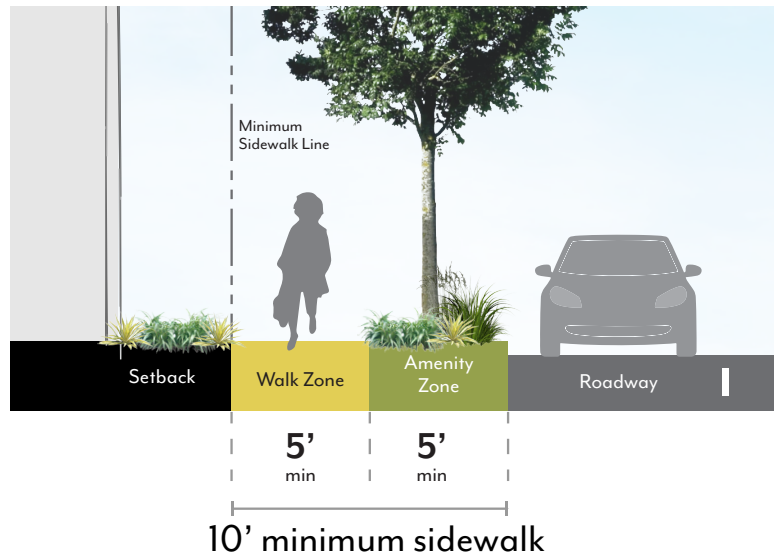 Minimum
Sidewalk Line
Setback
Walk Zone
Amenity
Zone
Roadway
5’
min
5’
min
10’ minimum sidewalk